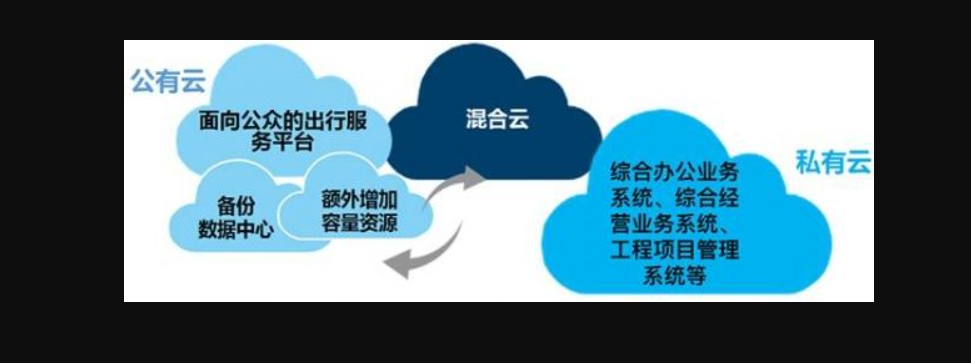 公有云
面向公众的出行服
务平台
备份
数据中心
额外增加
容量资源
混合云
私有云
综合办公业务
系统、综合经
营业务系统、
工程项目管理
系统等